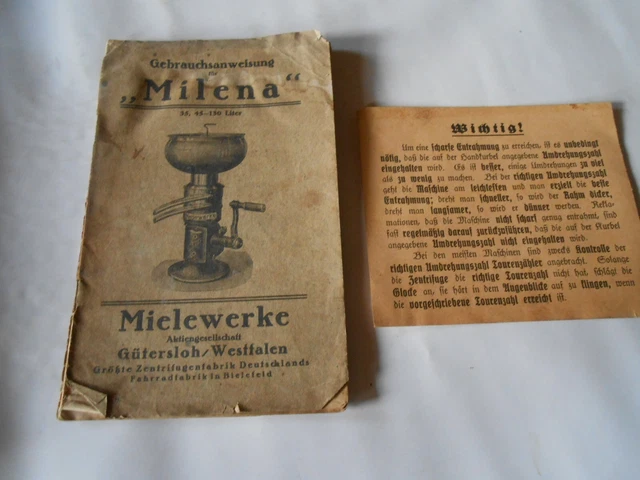 Gebrauchsanweisung
für
„Milena“
35, 45–150 Liter
Mielewerke
Aktiengesellschaft
Gütersloh/Westfalen
Größte Zentrifugenfabrik Deutschlands
Fahrradfabrik in Bielefeld
Wichtig!
Um eine scharfe Entrahmung zu erreichen, ist es unbedingt
nötig, daß die auf der Handkurbel angegebene Umdrehungszahl
eingehalten wird. Es ist besser, einige Umdrehungen zu viel
als zu wenig zu machen. Bei der richtigen Umdrehungszahl
geht die Maschine am leichtesten und man erzielt die beste
Entrahmung; dreht man schneller, so wird der Rahm dicker,
dreht man langsamer, so wird er dünner werden. Rekla-
mationen, daß die Maschine nicht scharf genug entrahmt, sind
fast regelmäßig darauf zurückzuführen, daß die auf der Kurbel
angegebene Umdrehungszahl nicht eingehalten wird.
Bei den meisten Maschinen sind zwecks Kontrolle der
richtigen Umdrehungszahl Tourenzähler angebracht. Solange
die Zentrifuge die richtige Tourenzahl nicht hat, schlägt die
Glocke an, sie hört in dem Augenblicke auf zu klingen, wenn
die vorgeschriebene Tourenzahl erreicht ist.